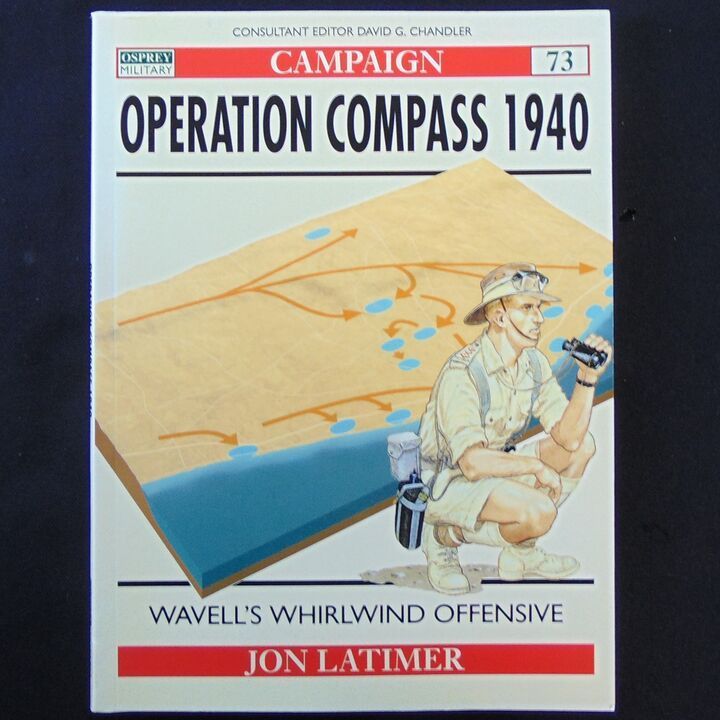 CONSULTANT EDITOR DAVID G. CHANDLER
OSPREY
MILITARY
CAMPAIGN
73
OPERATION COMPASS 1940
WAVELL'S WHIRLWIND OFFENSIVE
JON LATIMER